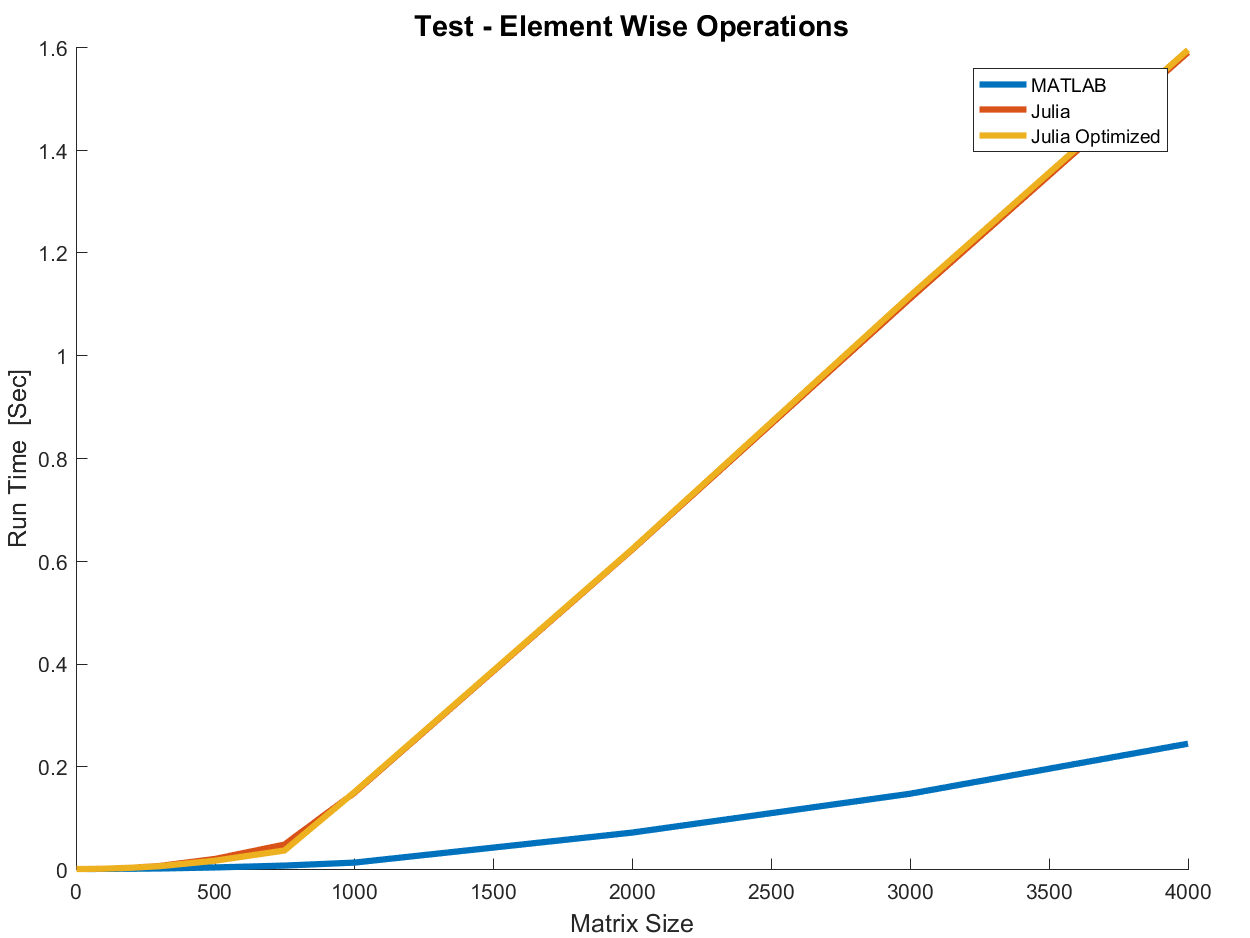 Test - Element Wise Operations
1.6
1.4
1.2
1
0.8
0.6
0.4
0.2
0
Run Time [Sec]
MATLAB
Julia
Julia Optimized
0 500 1000 1500 2000 2500 3000 3500 4000
Matrix Size